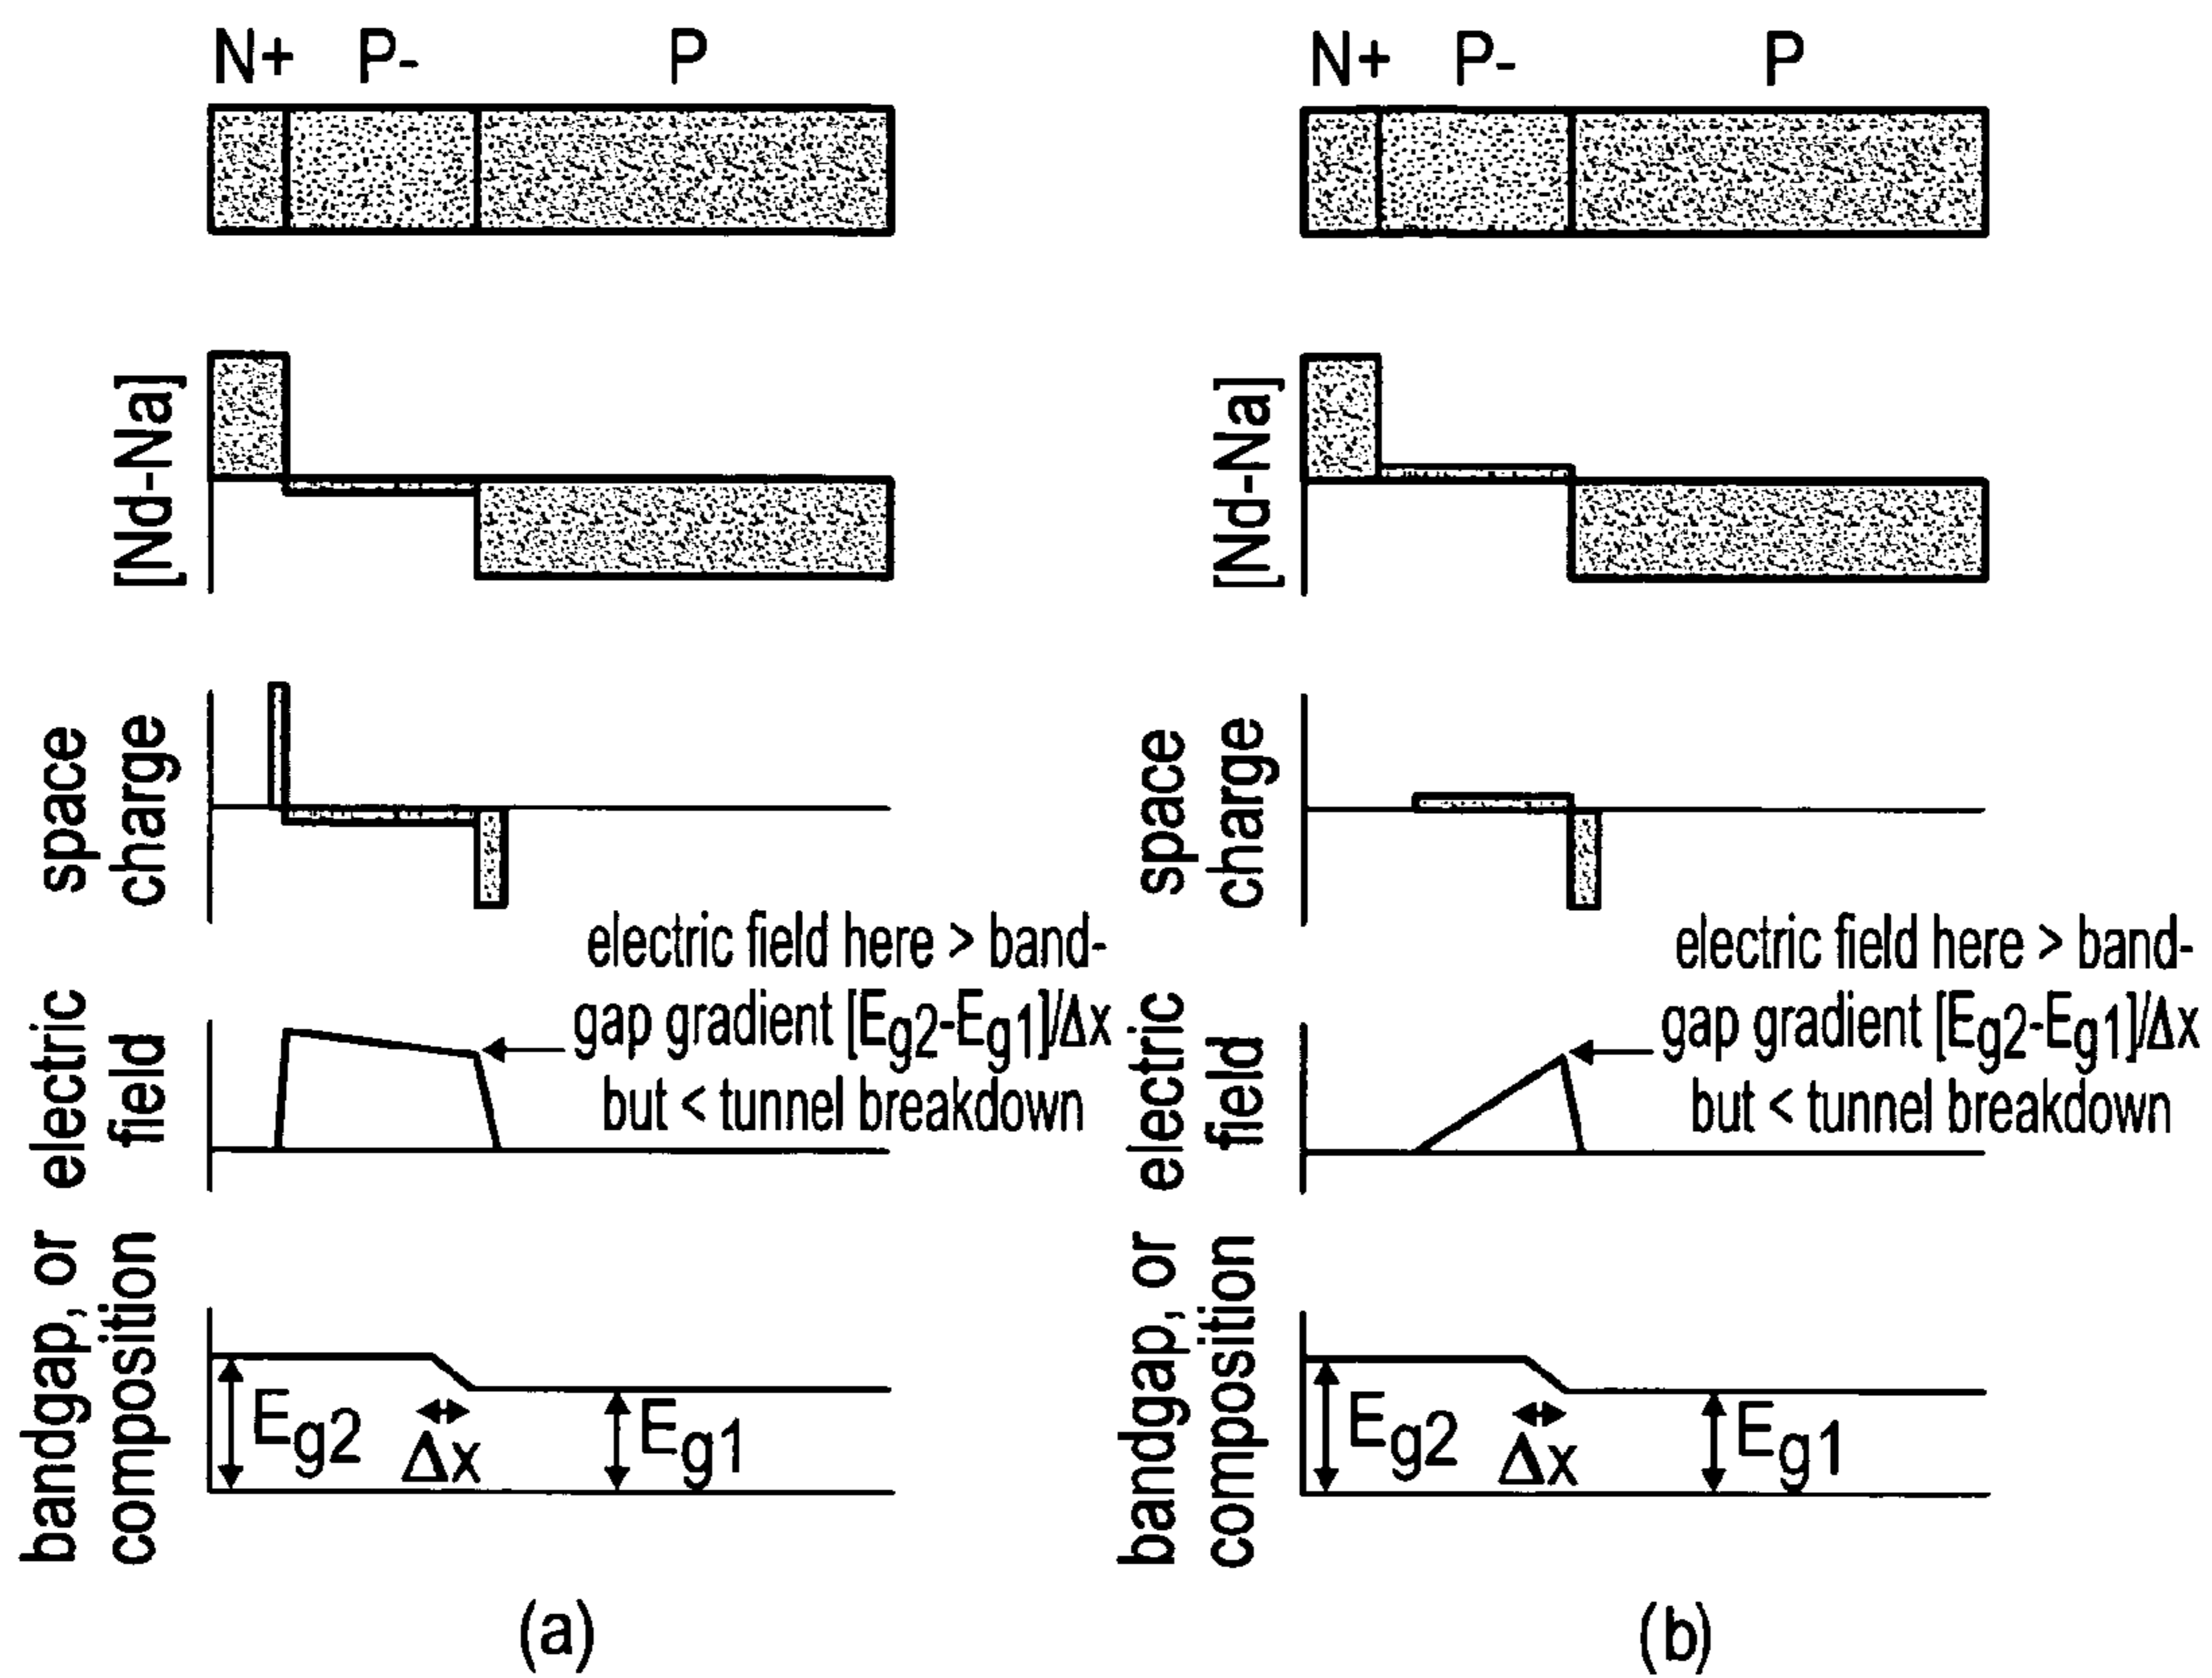 N+ P- P
[Nd-Na]
space
charge
electric field here > band-
gap gradient [Eg2-Eg1]/Δx
but < tunnel breakdown
electric
field
bandgap, or
composition
Eg2
Δx
Eg1
(a)
N+ P- P
[Nd-Na]
space
charge
electric field here > band-
gap gradient [Eg2-Eg1]/Δx
but < tunnel breakdown
electric
field
bandgap, or
composition
Eg2
Δx
Eg1
(b)